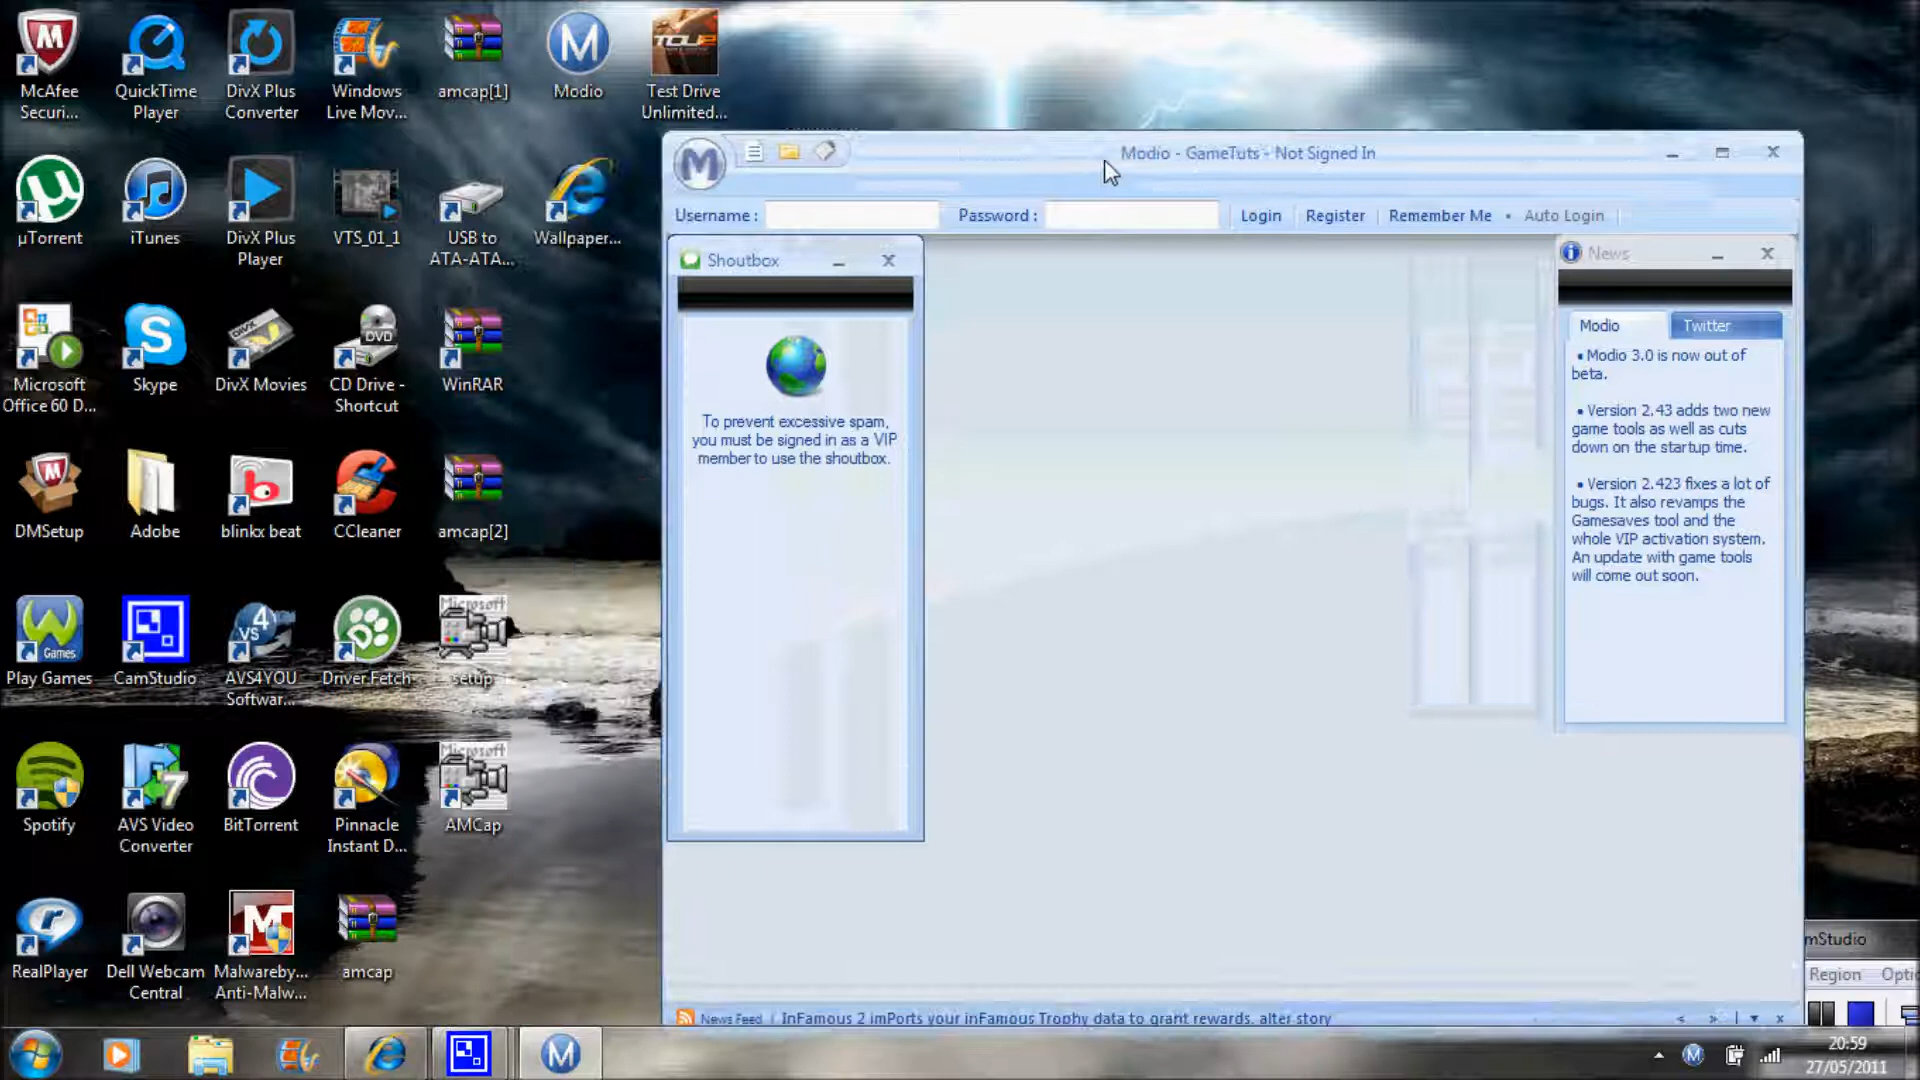 McAfee
Securi...
QuickTime
Player
DivX Plus
Converter
Windows
Live Mov...
amcap[1]
Modio
Test Drive
Unlimited...
TDU2
µTorrent
iTunes
DivX Plus
Player
VTS_01_1
USB to
ATA-ATA...
Wallpaper...
Microsoft
Office 60 D...
Skype
DivX Movies
DVD
CD Drive -
Shortcut
WinRAR
DMSetup
Adobe
blinkx beat
CCleaner
amcap[2]
Games
Play Games
CamStudio
AVS4YOU
Softwar...
Driver Fetch
Microsoft
setup
Spotify
AVS Video
Converter
BitTorrent
Pinnacle
Instant D...
Microsoft
AMCap
RealPlayer
Dell Webcam
Central
Malwareby...
Anti-Malw...
amcap
Modio - GameTuts - Not Signed In
Username :
Password :
Login
Register
Remember Me
• Auto Login
Shoutbox
To prevent excessive spam,
you must be signed in as a VIP
member to use the shoutbox.
News
Modio
Twitter
• Modio 3.0 is now out of
beta.
• Version 2.43 adds two new
game tools as well as cuts
down on the startup time.
• Version 2.423 fixes a lot of
bugs. It also revamps the
Gamesaves tool and the
whole VIP activation system.
An update with game tools
will come out soon.
News Feed | InFamous 2 imPorts your inFamous Trophy data to grant rewards, alter story
mStudio
Region
Optio
20:59
27/05/2011